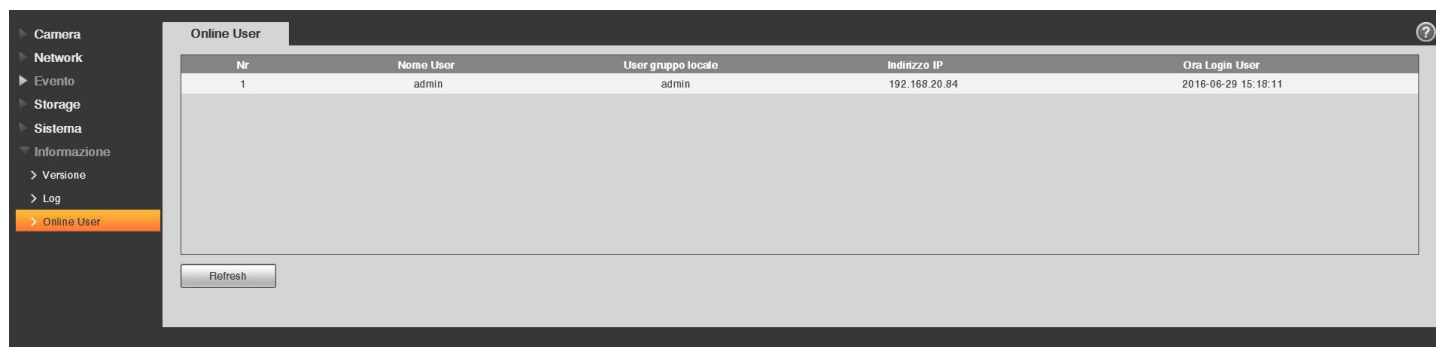 Camera
Network
Evento
Storage
Sistema
Informazione
Versione
Log
Online User
Online User
?
Nr Nome User User gruppo locale Indirizzo IP Ora Login User
1 admin admin 192.168.20.84 2016-06-29 15:18:11
Refresh